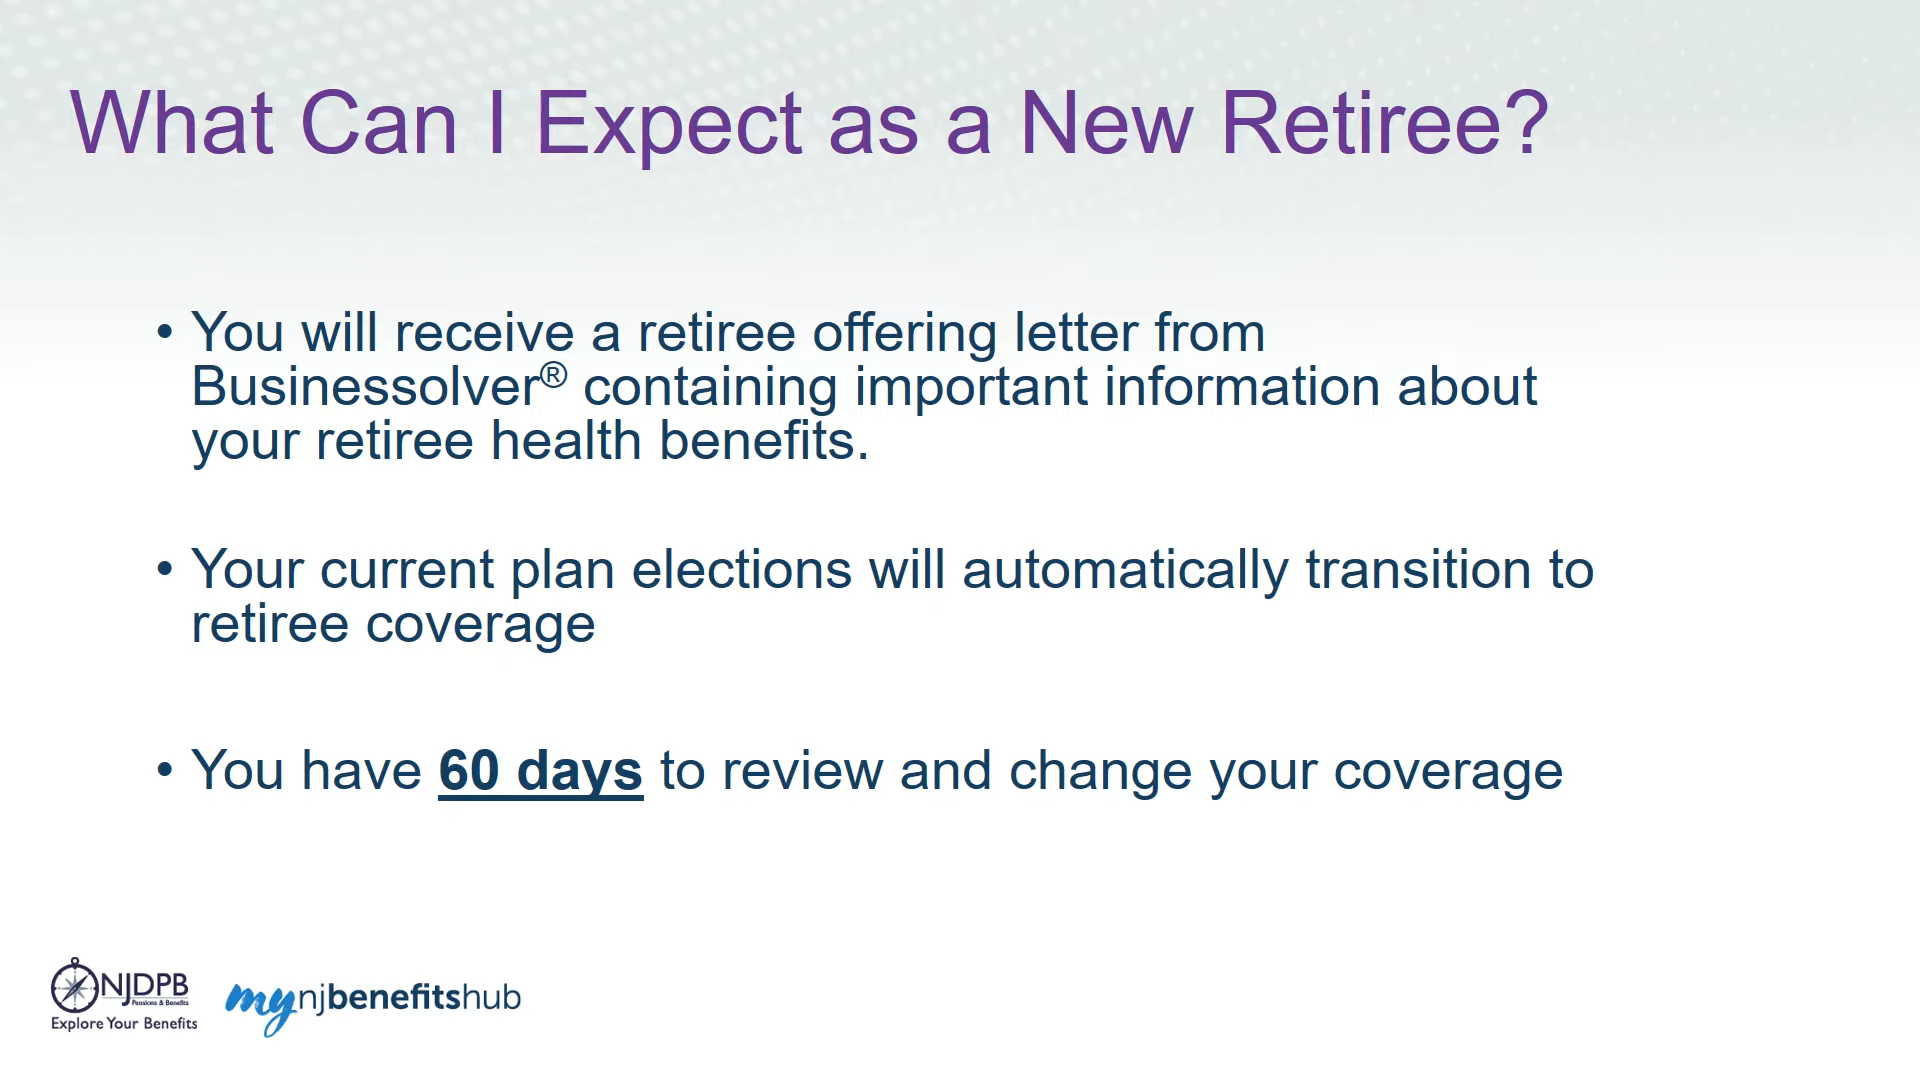 What Can I Expect as a New Retiree?
• You will receive a retiree offering letter from
Businessolver® containing important information about
your retiree health benefits.
• Your current plan elections will automatically transition to
retiree coverage
• You have 60 days to review and change your coverage
NJDPB
Pensions & Benefits
Explore Your Benefits
mynjbenefitshub